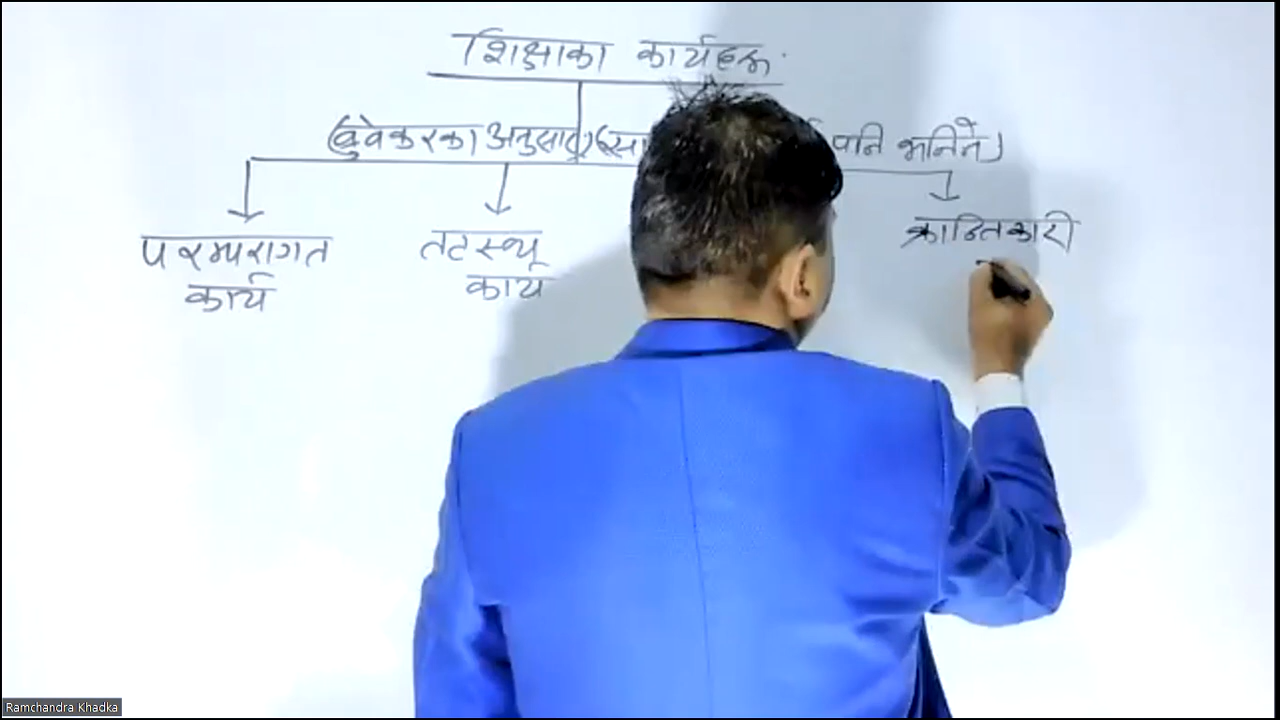 शिक्षाका कार्यहरू
(ब्रुवेकरका अनुसार) (सा पनि भनिने)
परम्परागत
कार्य
तटस्थ
कार्य
क्रान्तिकारी
Ramchandra Khadka